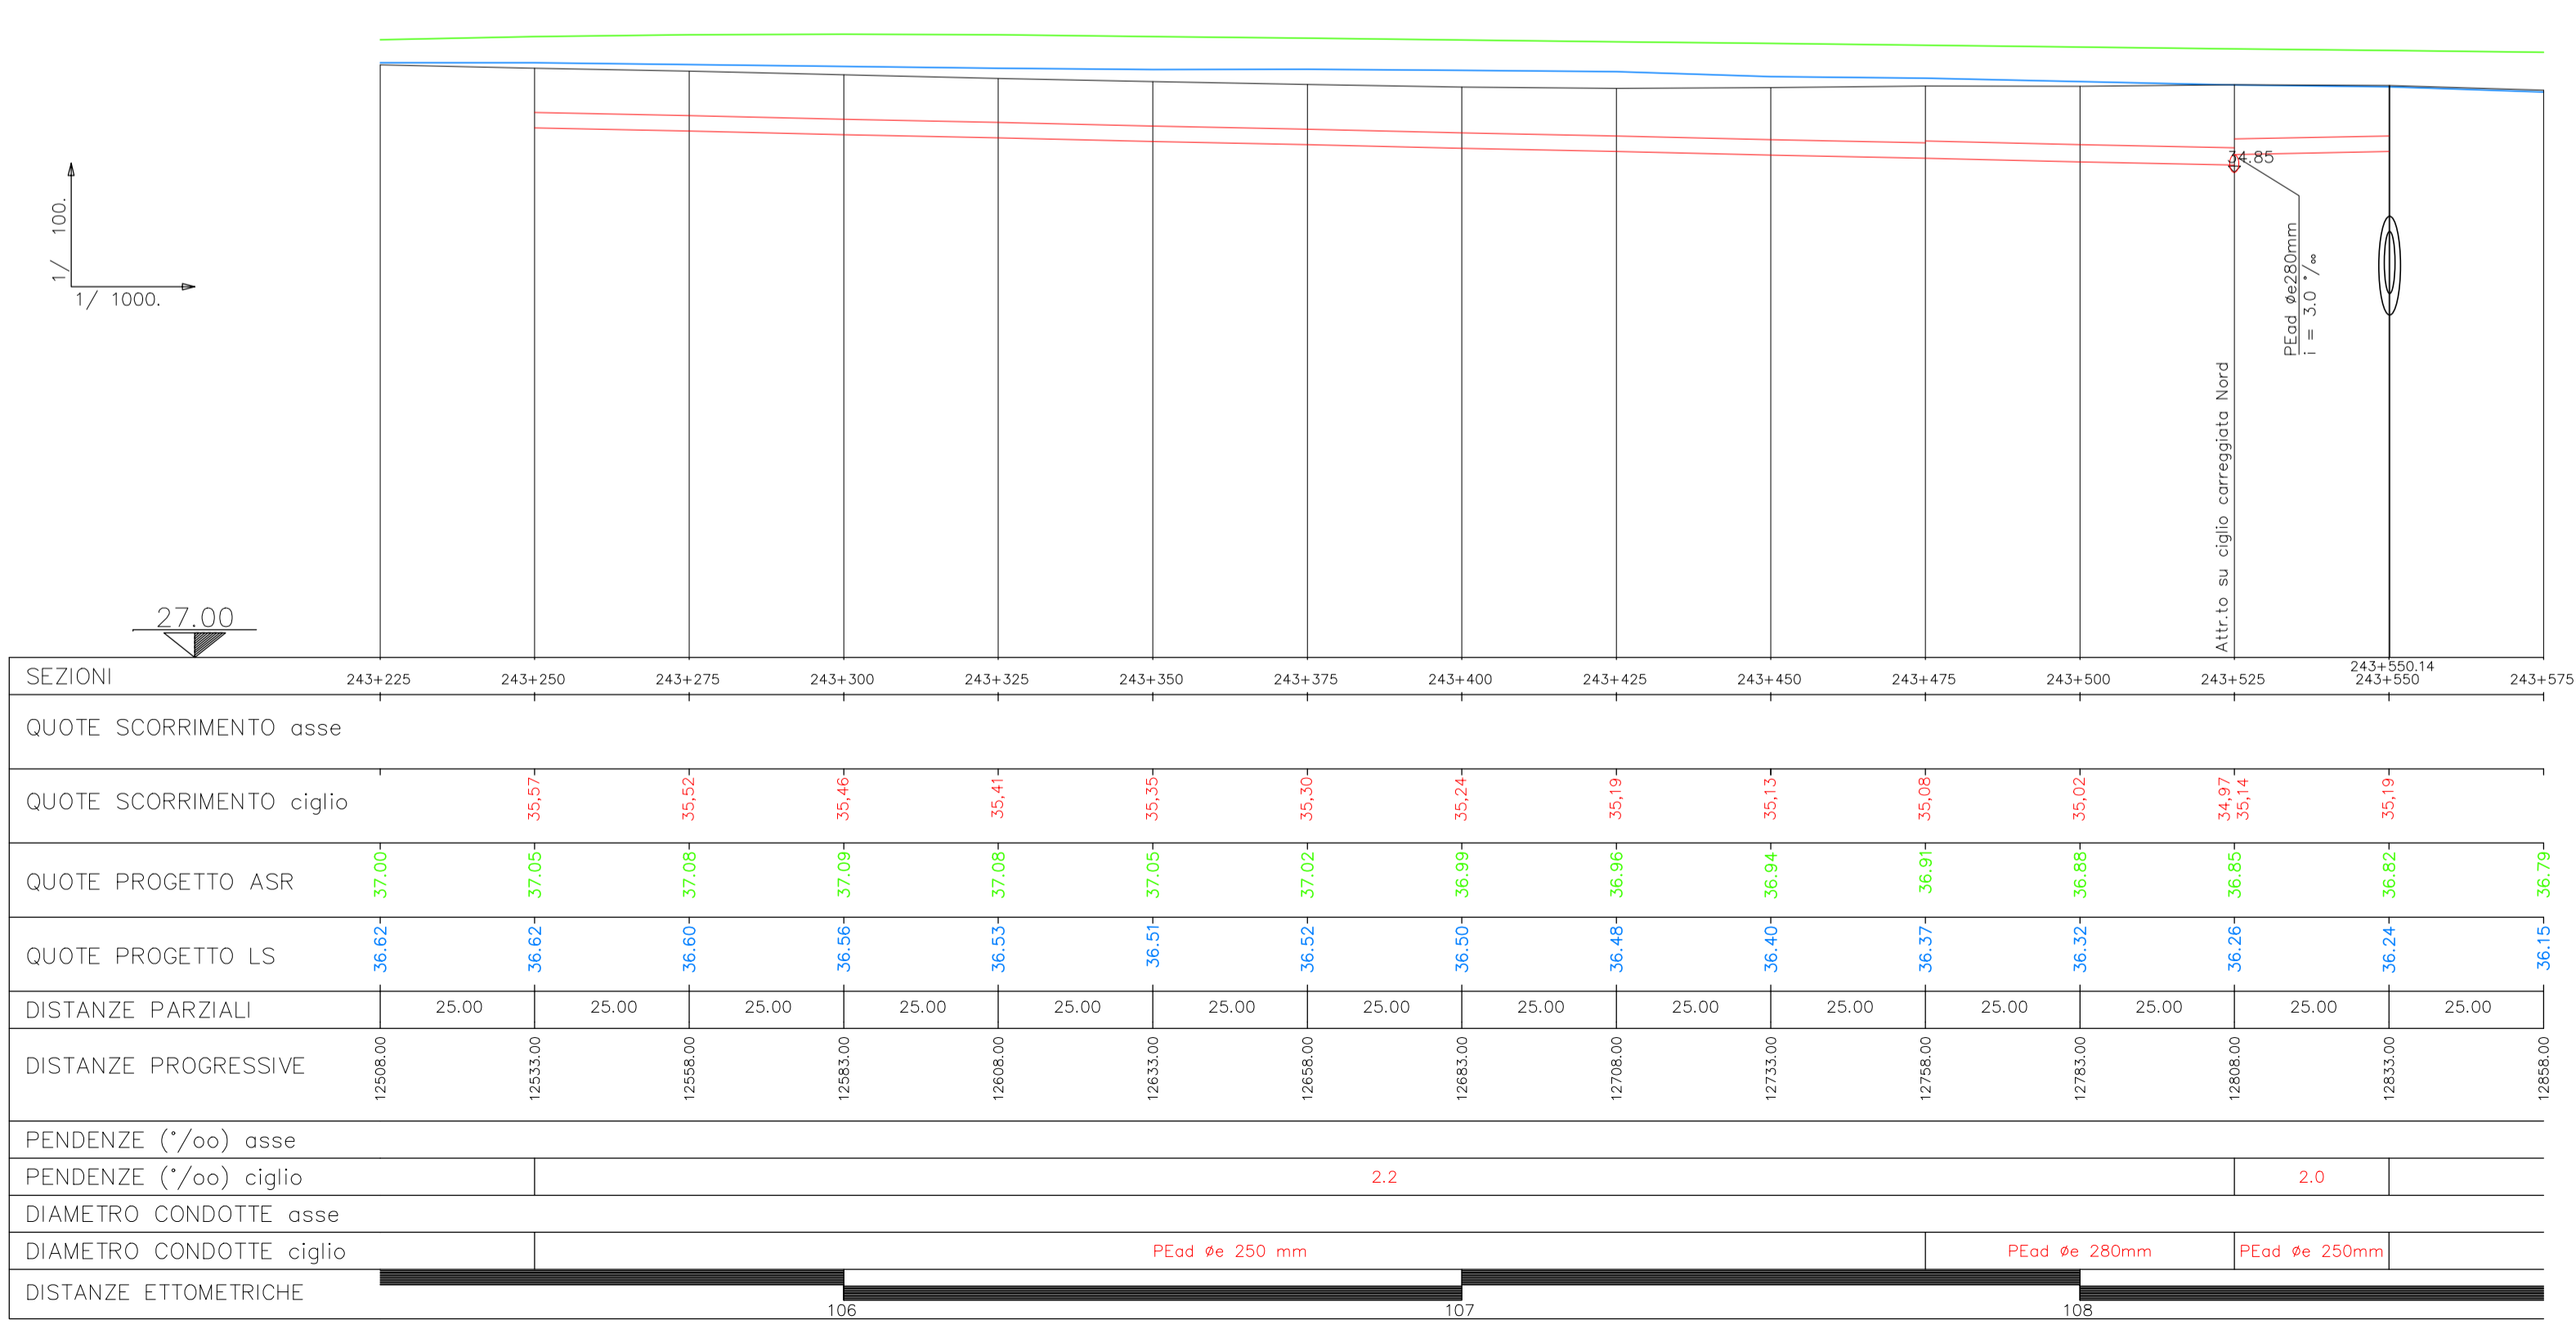 34.85
1/ 100.
1/ 1000.
PEad Øe280mm
i = 3.0 °/∞
Attr.to su ciglio carreggiata Nord
27.00
SEZIONI
243+225 243+250 243+275 243+300 243+325 243+350 243+375 243+400 243+425 243+450 243+475 243+500 243+525 243+550.14 243+550 243+575
QUOTE SCORRIMENTO asse
QUOTE SCORRIMENTO ciglio
35,57 35,52 35,46 35,41 35,35 35,30 35,24 35,19 35,13 35,08 35,02 34,97 35,14 35,19
QUOTE PROGETTO ASR
37.00 37.05 37.08 37.09 37.08 37.05 37.02 36.99 36.96 36.94 36.91 36.88 36.85 36.82 36.79
QUOTE PROGETTO LS
36.62 36.62 36.60 36.56 36.53 36.51 36.52 36.50 36.48 36.40 36.37 36.32 36.26 36.24 36.15
DISTANZE PARZIALI
25.00 25.00 25.00 25.00 25.00 25.00 25.00 25.00 25.00 25.00 25.00 25.00 25.00 25.00
DISTANZE PROGRESSIVE
12508.00 12533.00 12558.00 12583.00 12608.00 12633.00 12658.00 12683.00 12708.00 12733.00 12758.00 12783.00 12808.00 12833.00 12858.00
PENDENZE (°/oo) asse
PENDENZE (°/oo) ciglio
2.2 2.0
DIAMETRO CONDOTTE asse
DIAMETRO CONDOTTE ciglio
PEad Øe 250 mm PEad Øe 280mm PEad Øe 250mm
DISTANZE ETTOMETRICHE
106 107 108